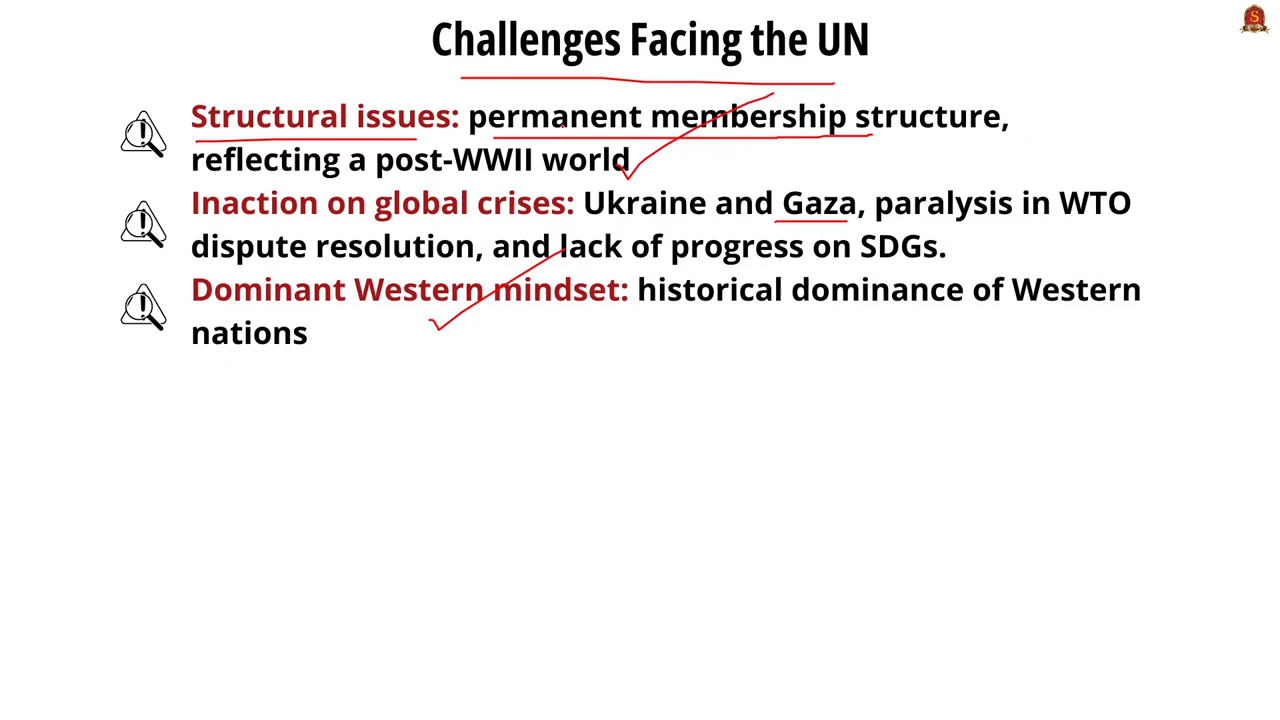 Challenges Facing the UN
Structural issues: permanent membership structure,
reflecting a post-WWII world
Inaction on global crises: Ukraine and Gaza, paralysis in WTO
dispute resolution, and lack of progress on SDGs.
Dominant Western mindset: historical dominance of Western
nations
S